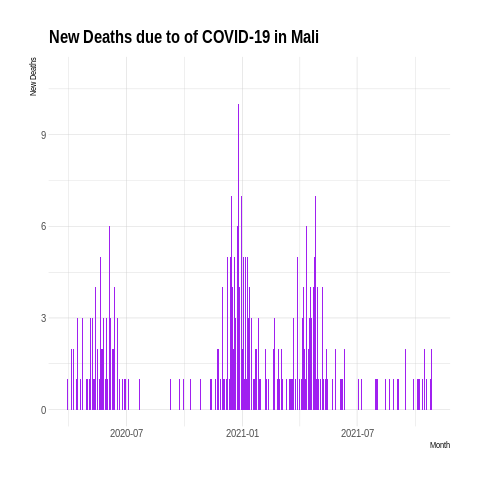 New Deaths due to of COVID-19 in Mali
New Deaths
9
6
3
0
2020-07
2021-01
2021-07
Month